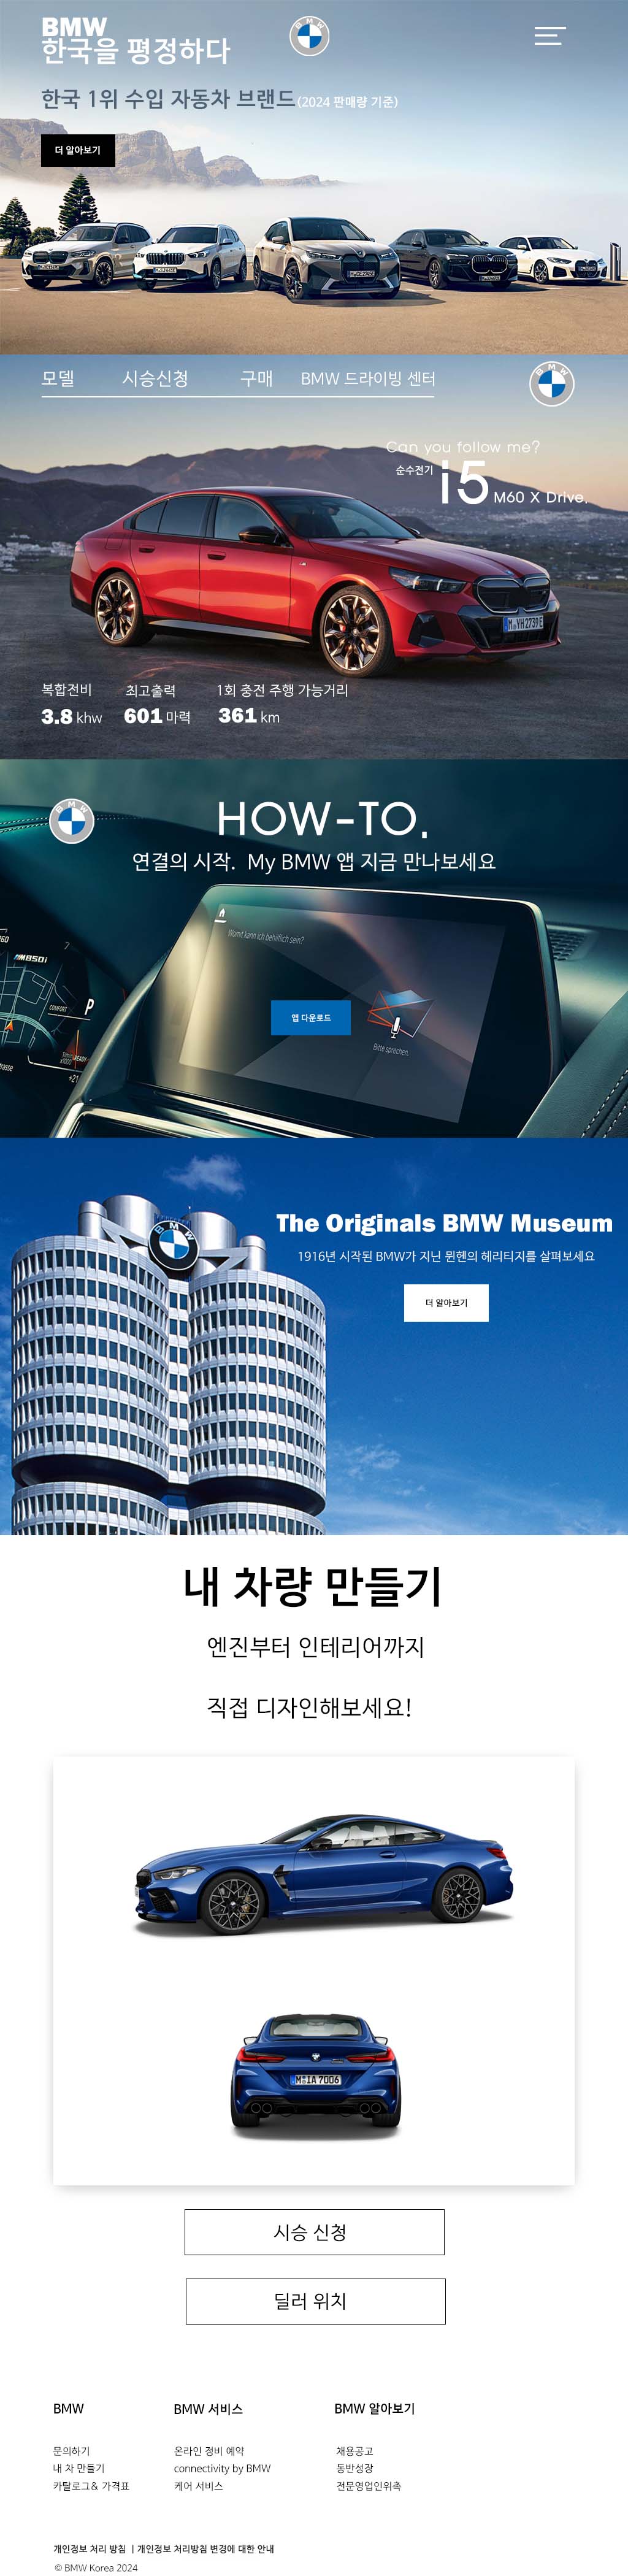 BMW
한국을 평정하다
한국 1위 수입 자동차 브랜드(2024 판매량 기준)
더 알아보기
모델 시승신청 구매 BMW 드라이빙 센터
BMW
Can you follow me?
순수전기 i5 M60 X Drive.
M VH 273DE
복합전비 최고출력 1회 충전 주행 가능거리
3.8 khw 601 마력 361 km
BMW
HOW-TO.
연결의 시작. My BMW 앱 지금 만나보세요
Womit kann ich behilflich sein?
M850i
P
COMFORT
READY
+21
앱 다운로드
Bitte sprechen.
BMW
The Originals BMW Museum
1916년 시작된 BMW가 지닌 뮌헨의 헤리티지를 살펴보세요
더 알아보기
내 차량 만들기
엔진부터 인테리어까지
직접 디자인해보세요!
M IA 7006
시승 신청
딜러 위치
BMW BMW 서비스 BMW 알아보기
문의하기 온라인 정비 예약 채용공고
내 차 만들기 connectivity by BMW 동반성장
카탈로그& 가격표 케어 서비스 전문영업인위촉
개인정보 처리 방침 | 개인정보 처리방침 변경에 대한 안내
© BMW Korea 2024